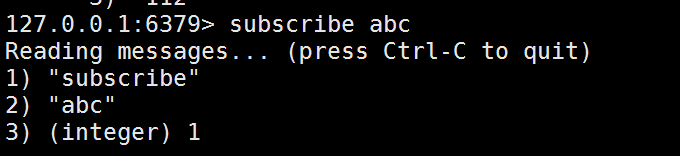 127.0.0.1:6379> subscribe abc
Reading messages... (press Ctrl-C to quit)
1) "subscribe"
2) "abc"
3) (integer) 1